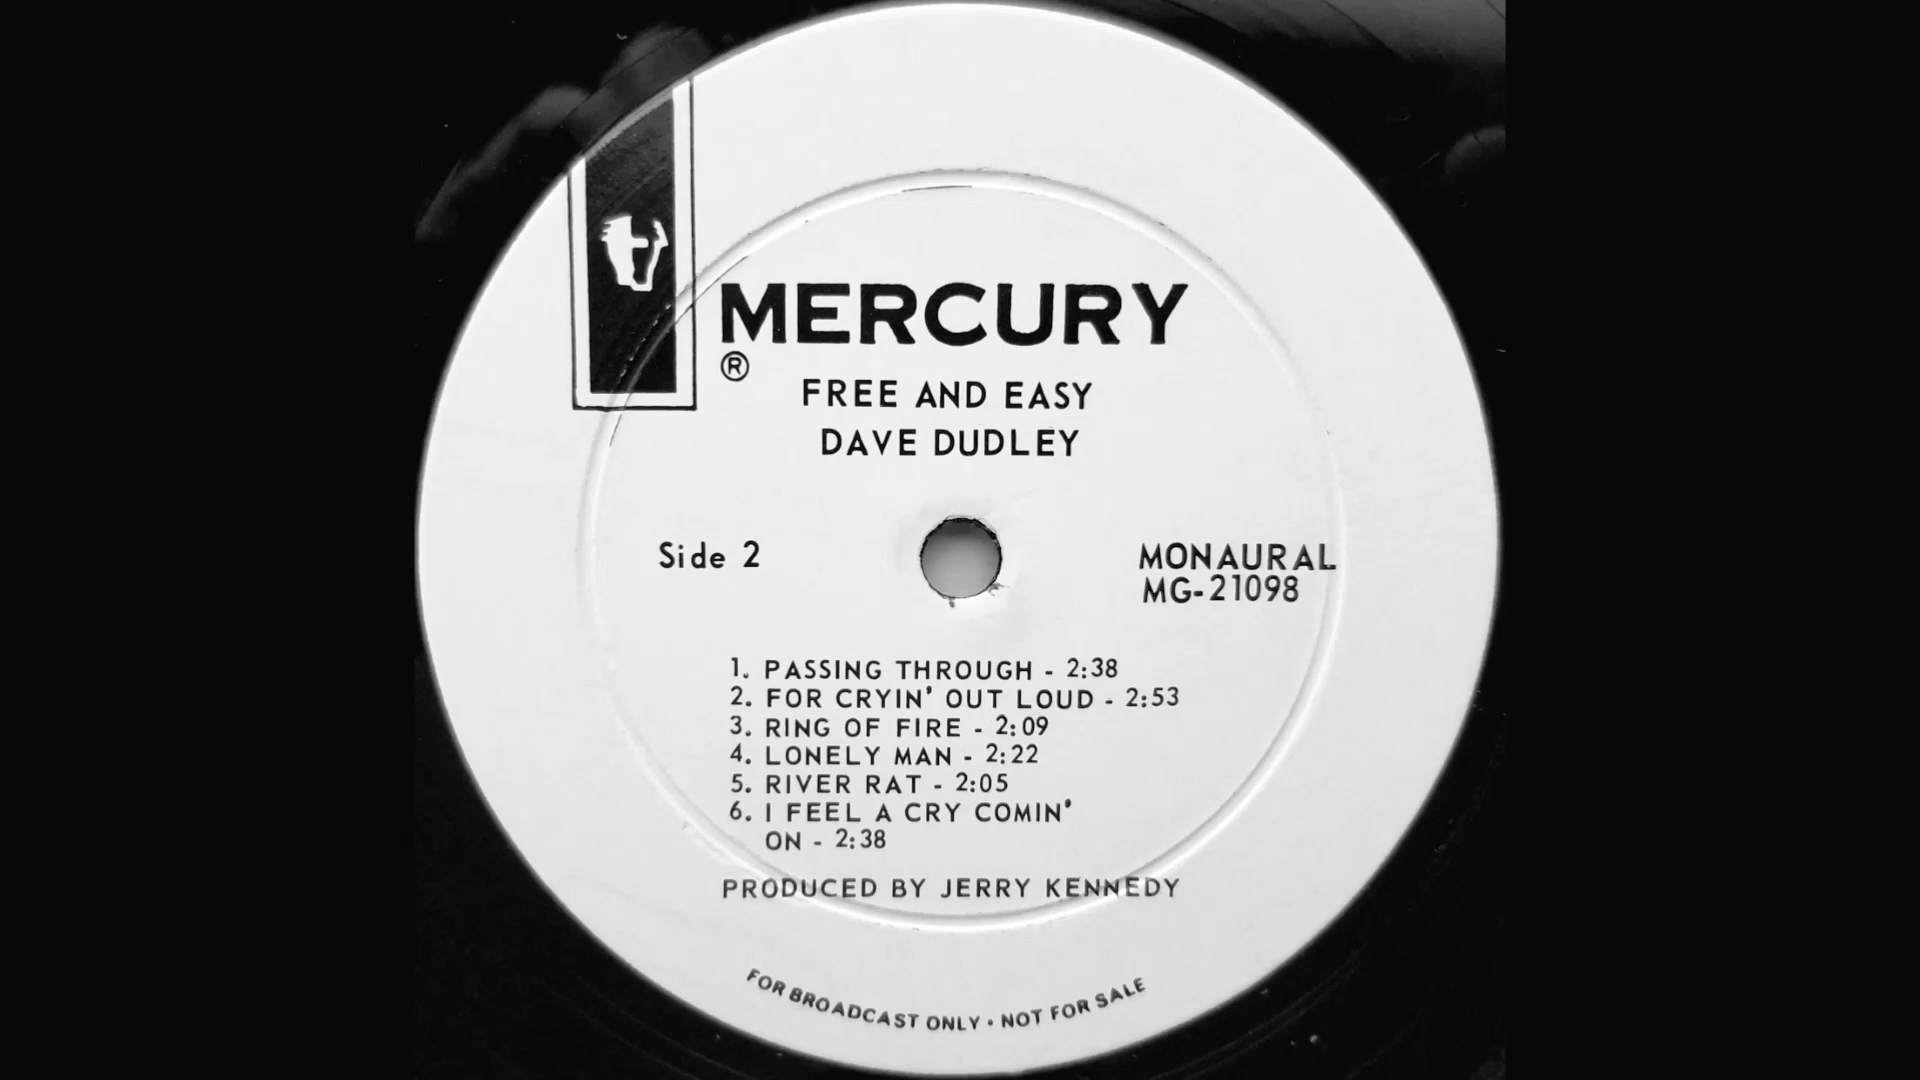 MERCURY
®
FREE AND EASY
DAVE DUDLEY
Side 2
MONAURAL
MG-21098
1. PASSING THROUGH - 2:38
2. FOR CRYIN' OUT LOUD - 2:53
3. RING OF FIRE - 2:09
4. LONELY MAN - 2:22
5. RIVER RAT - 2:05
6. I FEEL A CRY COMIN'
ON - 2:38
PRODUCED BY JERRY KENNEDY
FOR BROADCAST ONLY • NOT FOR SALE